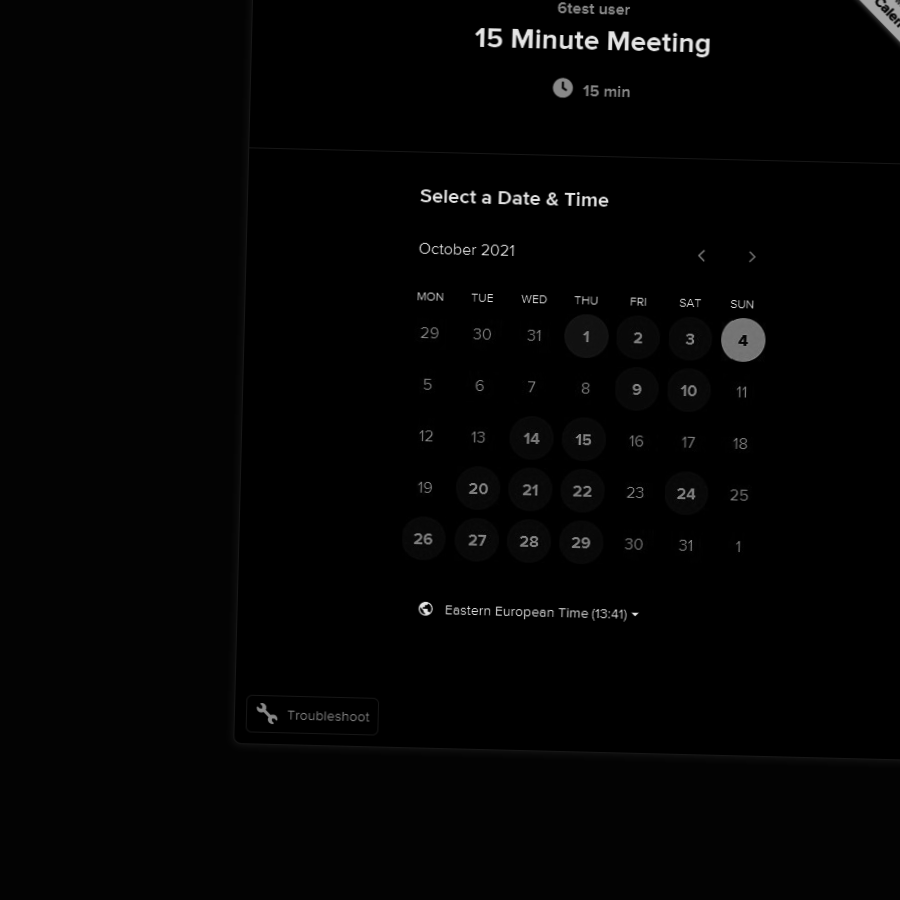 6test user
15 Minute Meeting
15 min
Select a Date & Time
October 2021
MON TUE WED THU FRI SAT SUN
29 30 31 1 2 3 4
5 6 7 8 9 10 11
12 13 14 15 16 17 18
19 20 21 22 23 24 25
26 27 28 29 30 31 1
Eastern European Time (13:41)
Troubleshoot